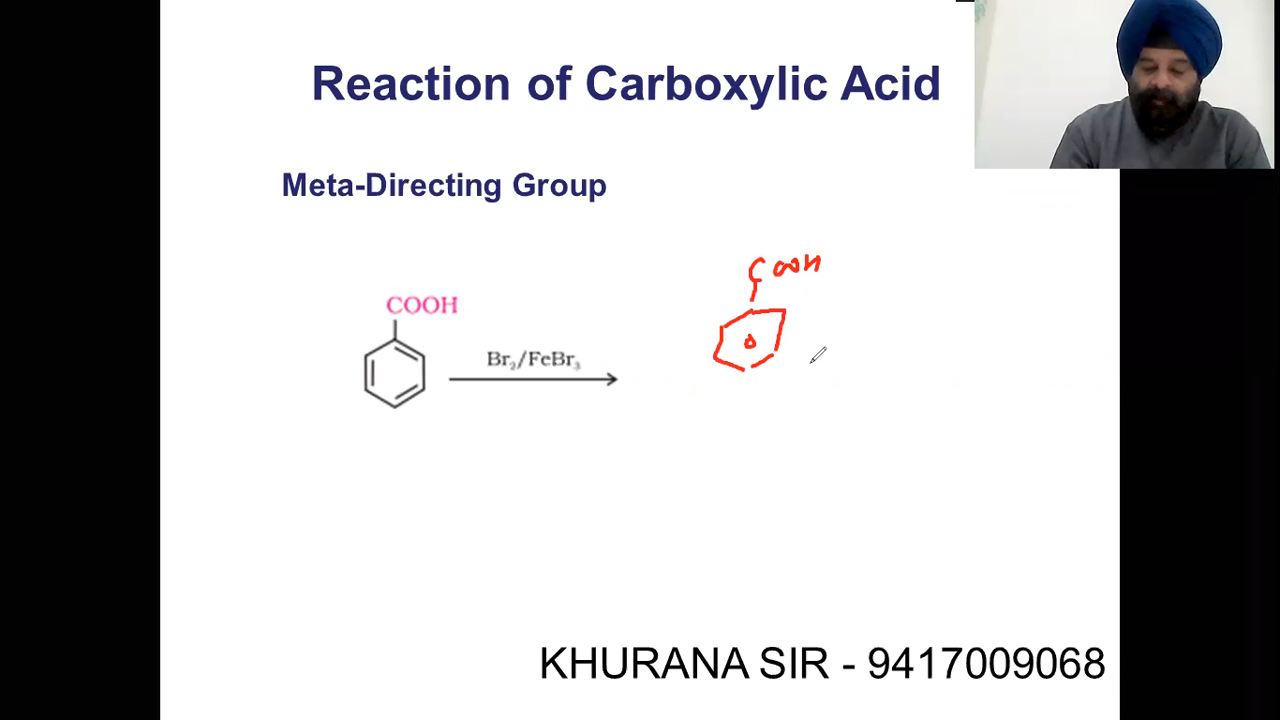 Reaction of Carboxylic Acid
Meta-Directing Group
COOH
COOH
Br₂/FeBr₃
KHURANA SIR - 9417009068